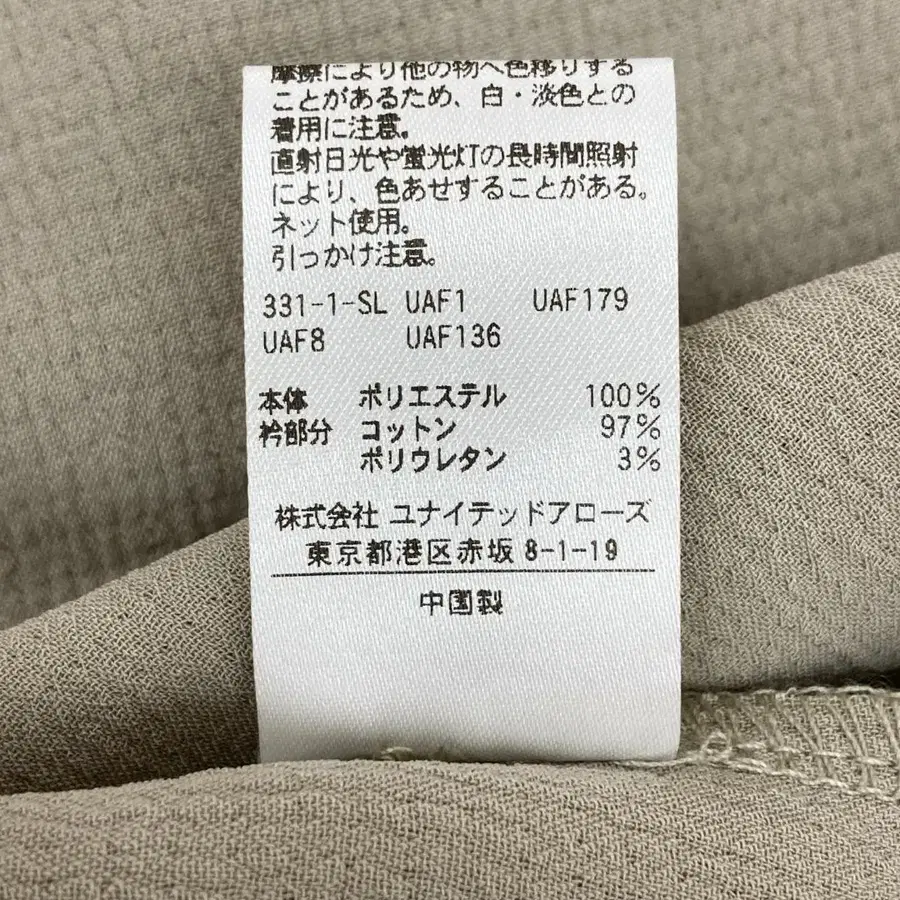 摩擦により他の物へ色移りする
ことがあるため、白・淡色との
着用に注意。
直射日光や蛍光灯の長時間照射
により、色あせすることがある。
ネット使用。
引っかけ注意。
331-1-SL UAF1 UAF179
UAF8 UAF136
本体 ポリエステル 100%
衿部分 コットン 97%
ポリウレタン 3%
株式会社 ユナイテッドアローズ
東京都港区赤坂 8-1-19
中国製